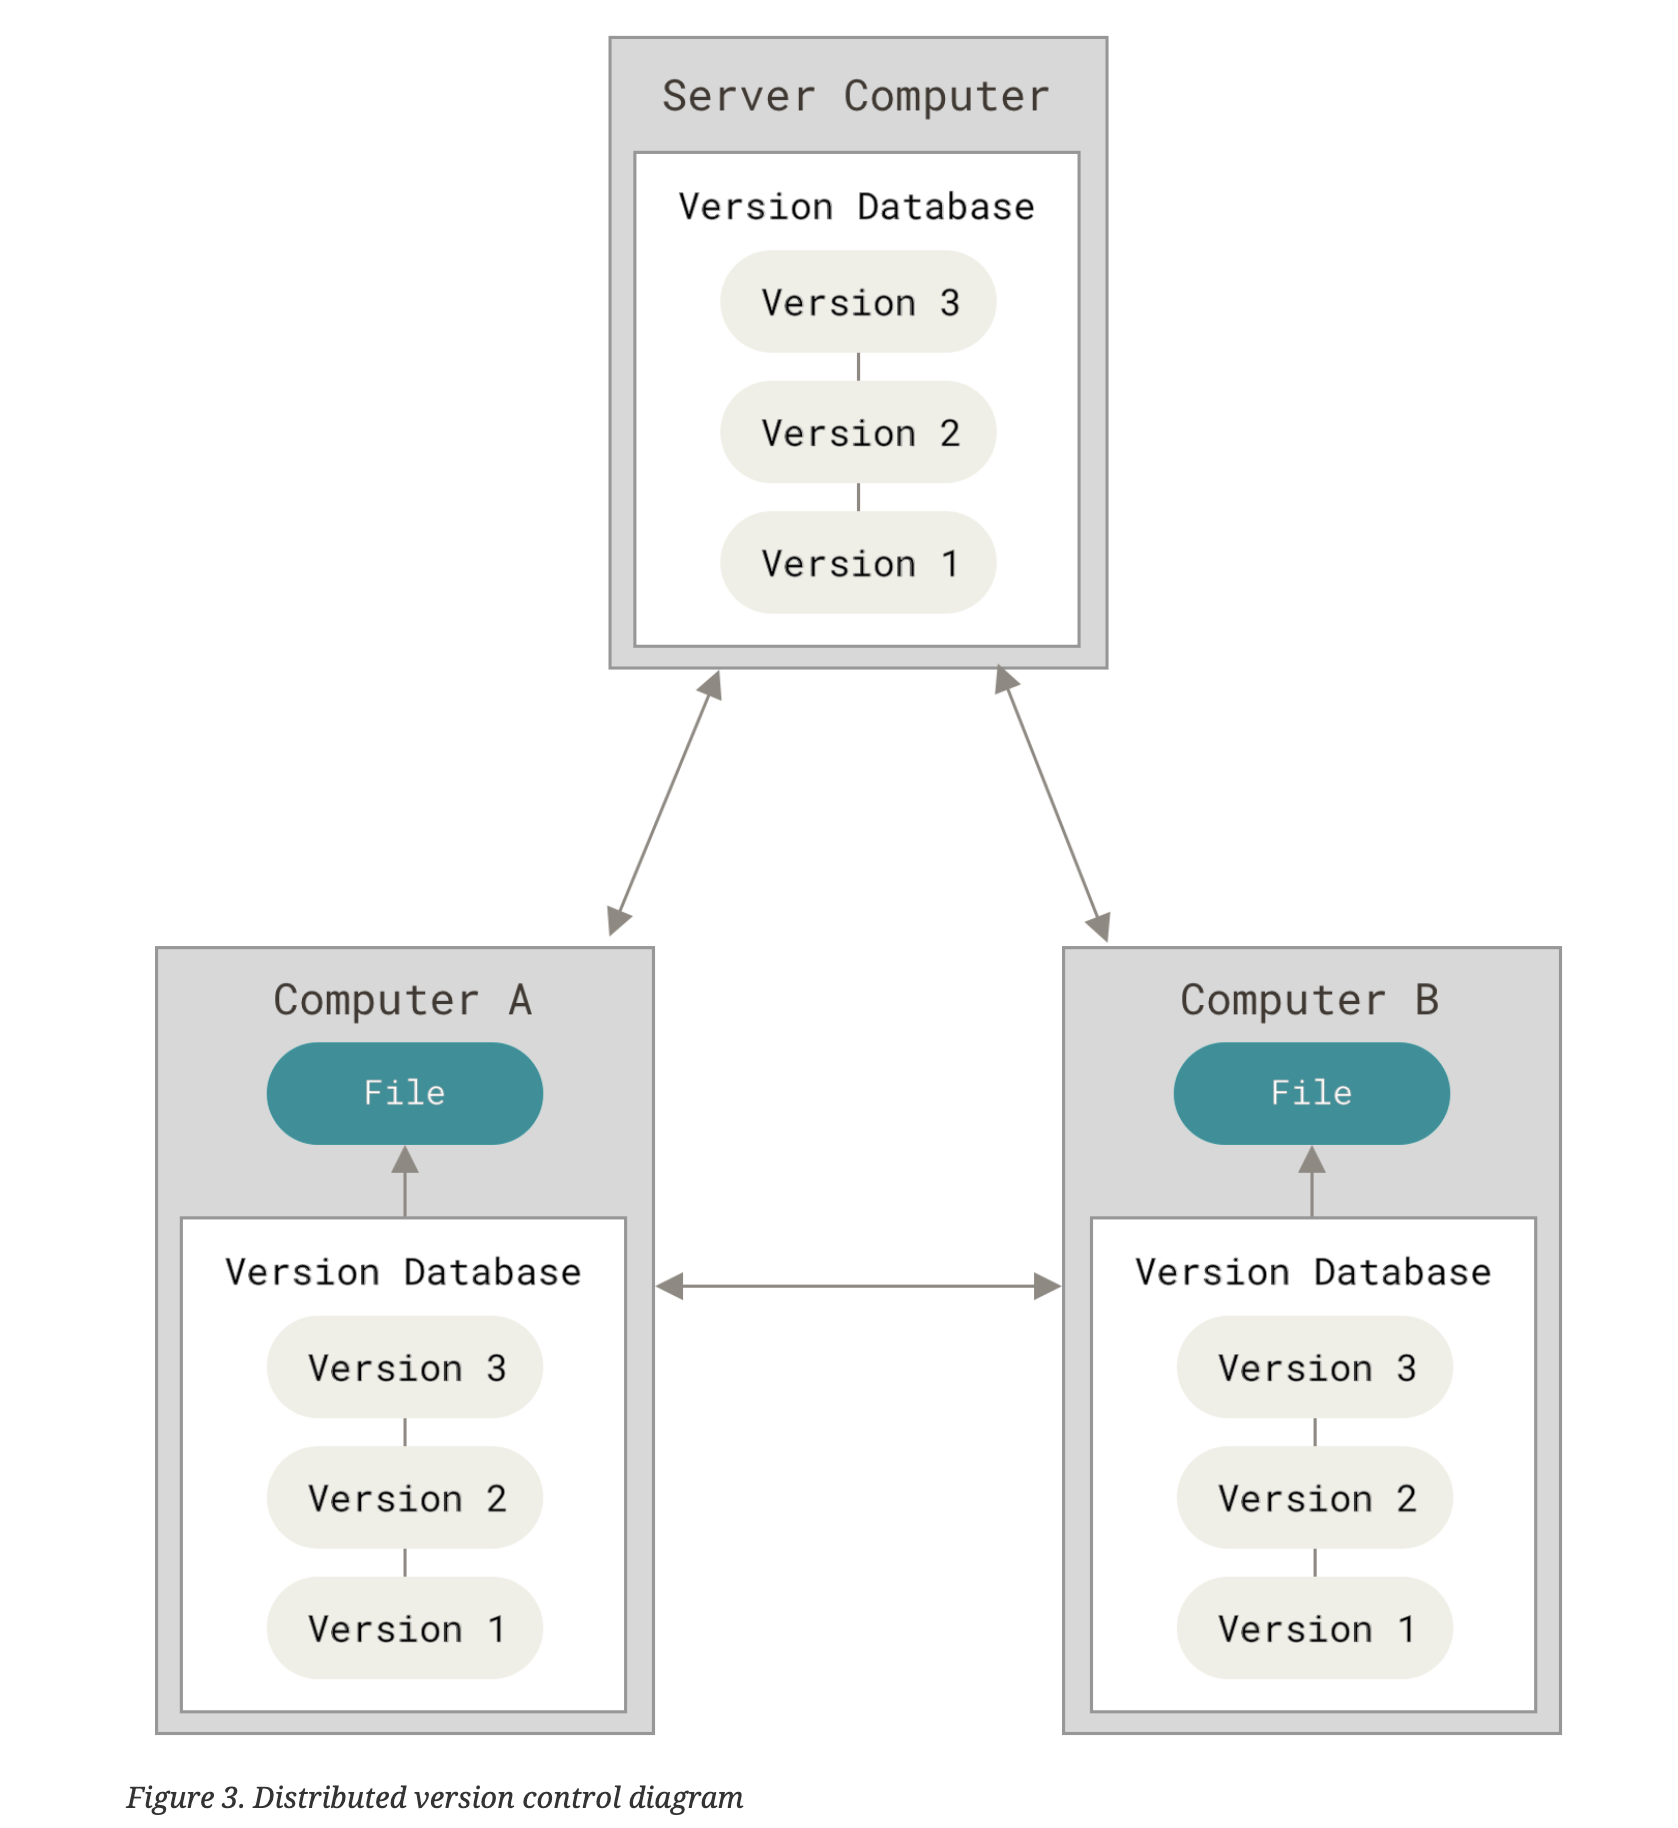 Server Computer
Version Database
Version 3
Version 2
Version 1
Computer A
File
Version Database
Version 3
Version 2
Version 1
Computer B
File
Version Database
Version 3
Version 2
Version 1
Figure 3. Distributed version control diagram